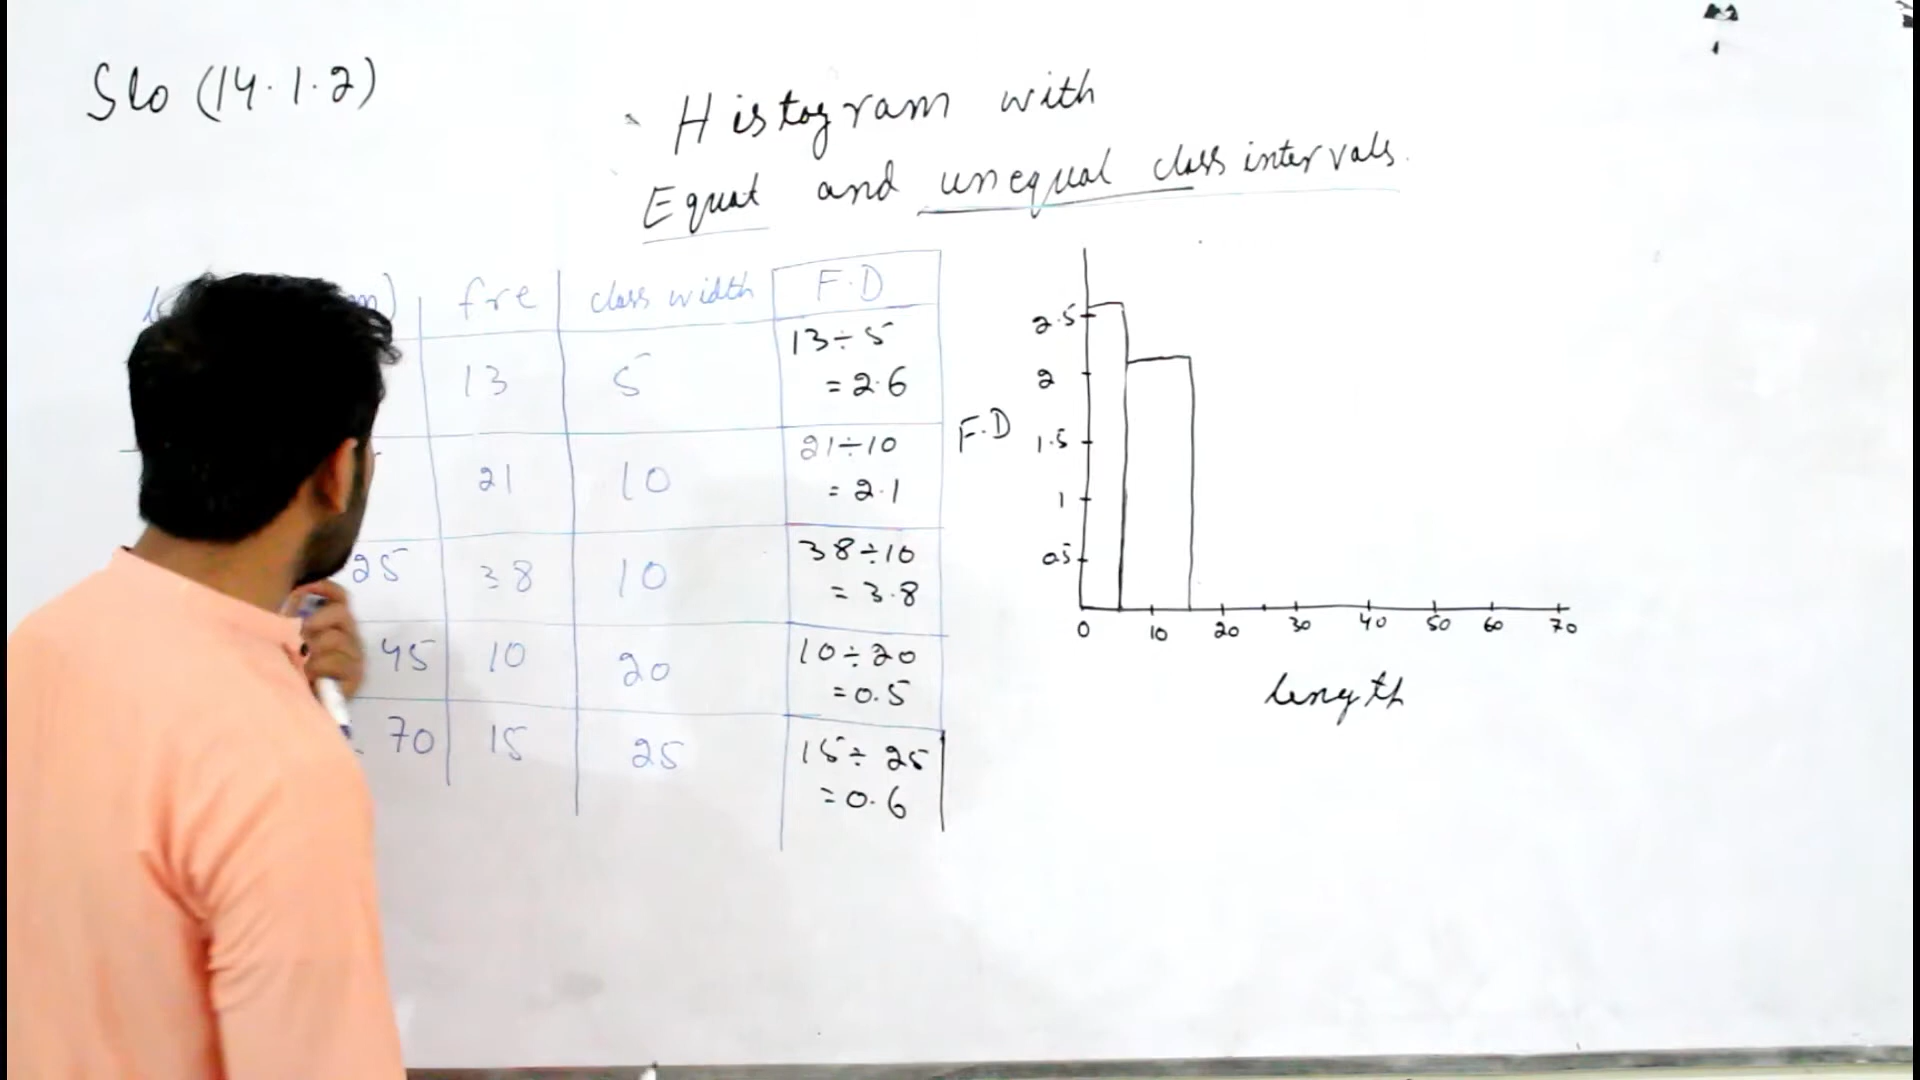 Slo (14.1.2)
Histogram with
Equal and unequal class intervals.
fre class width F.D
13 5 13÷5
= 2.6
21 10 21÷10
= 2.1
25 38 10 38÷10
= 3.8
45 10 20 10÷20
= 0.5
70 15 25 15÷25
= 0.6
2.5
2
F.D 1.5
1
0.5
0 10 20 30 40 50 60 70
length